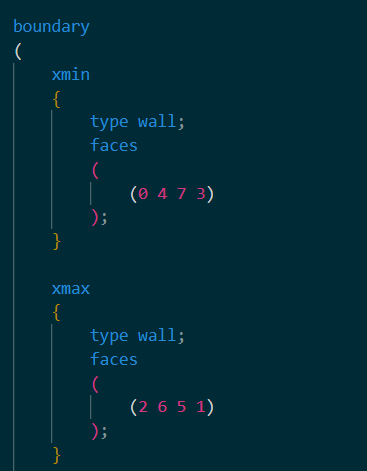 boundary
(
xmin
{
type wall;
faces
(
(0 4 7 3)
);
}
xmax
{
type wall;
faces
(
(2 6 5 1)
);
}